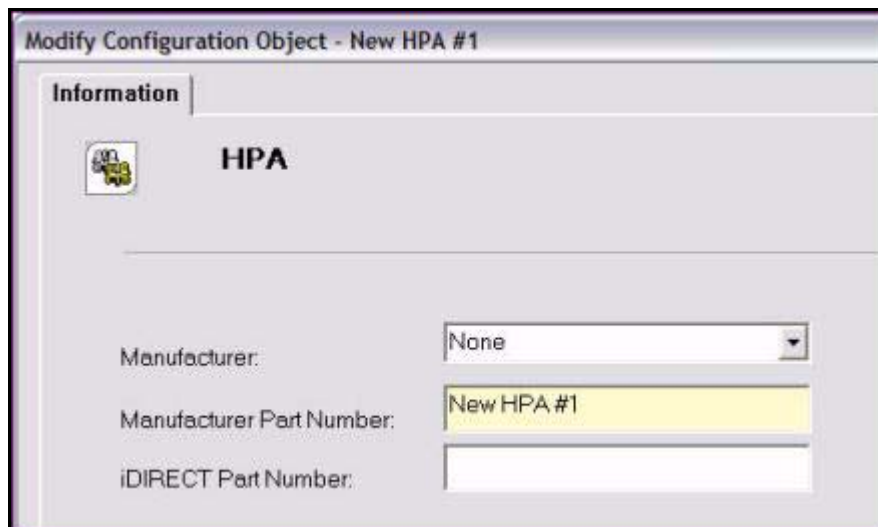 Modify Configuration Object - New HPA #1
Information
HPA
Manufacturer: None
Manufacturer Part Number: New HPA #1
iDIRECT Part Number: